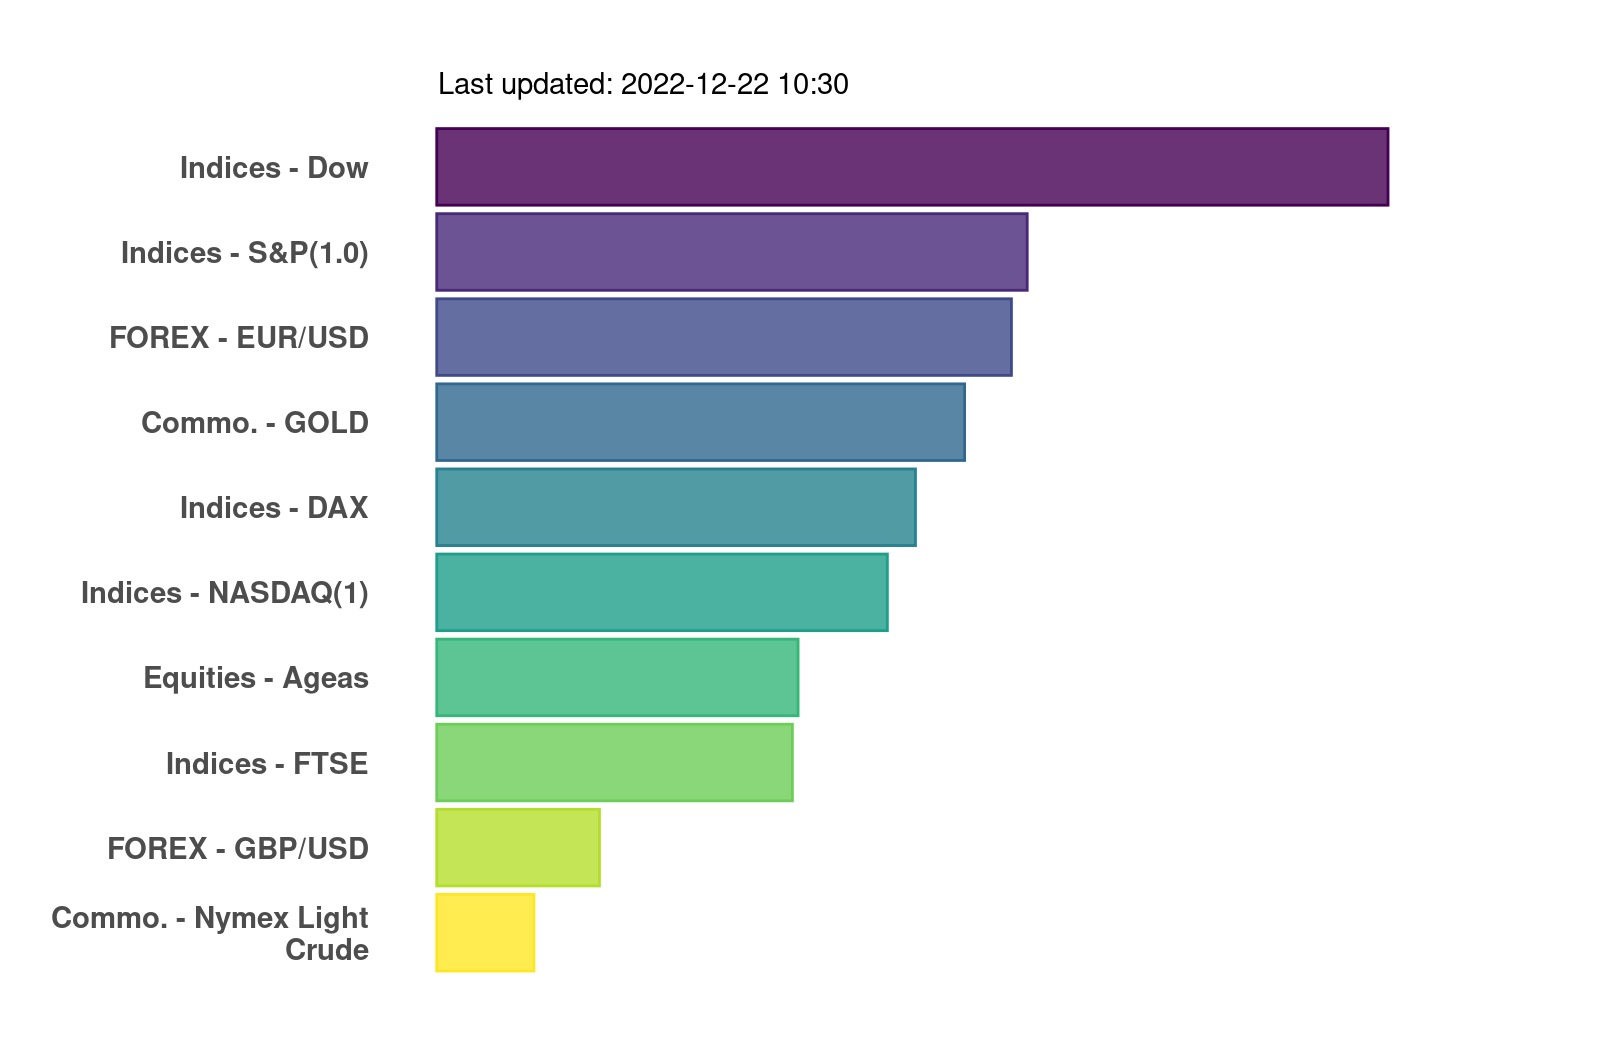 Last updated: 2022-12-22 10:30
Indices - Dow
Indices - S&P(1.0)
FOREX - EUR/USD
Commo. - GOLD
Indices - DAX
Indices - NASDAQ(1)
Equities - Ageas
Indices - FTSE
FOREX - GBP/USD
Commo. - Nymex Light
Crude